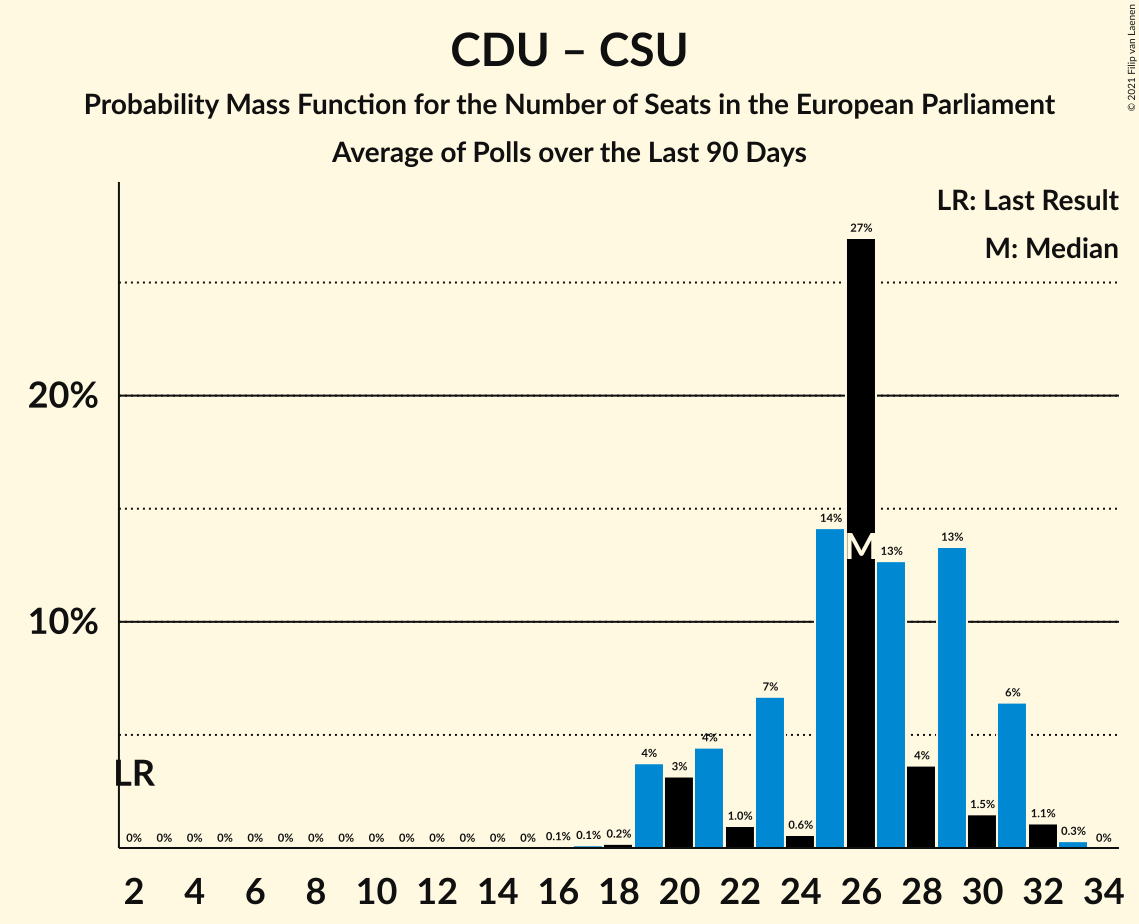 CDU – CSU
Probability Mass Function for the Number of Seats in the European Parliament
Average of Polls over the Last 90 Days
© 2021 Filip van Laenen
LR: Last Result
M: Median
20%
10%
LR
M
0% 0% 0% 0% 0% 0% 0% 0% 0% 0% 0% 0% 0% 0% 0.1% 0.1% 0.2% 4% 3% 4% 1.0% 7% 0.6% 14% 27% 13% 4% 13% 1.5% 6% 1.1% 0.3% 0%
2 4 6 8 10 12 14 16 18 20 22 24 26 28 30 32 34